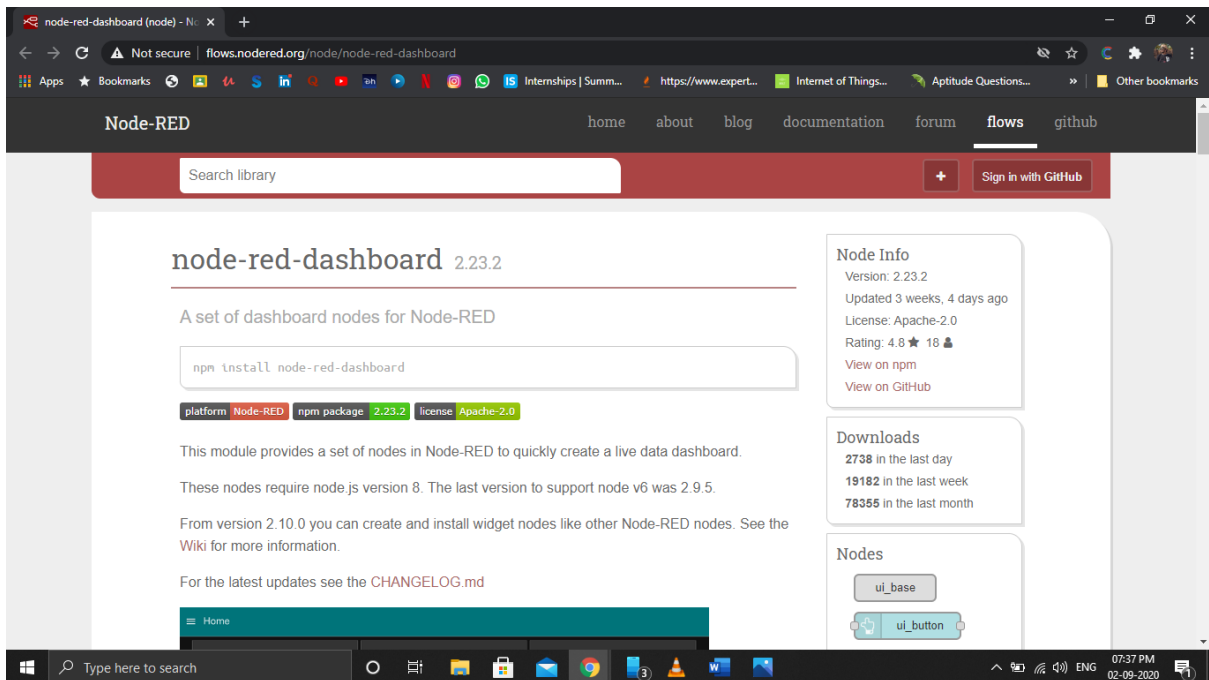 node-red-dashboard (node) - No
Not secure | flows.nodered.org/node/node-red-dashboard
Apps Bookmarks Internships | Summ... https://www.expert... Internet of Things... Aptitude Questions... » Other bookmarks
Node-RED home about blog documentation forum flows github
Search library + Sign in with GitHub
node-red-dashboard 2.23.2
A set of dashboard nodes for Node-RED
npm install node-red-dashboard
platform Node-RED npm package 2.23.2 license Apache-2.0
This module provides a set of nodes in Node-RED to quickly create a live data dashboard.
These nodes require node.js version 8. The last version to support node v6 was 2.9.5.
From version 2.10.0 you can create and install widget nodes like other Node-RED nodes. See the
Wiki for more information.
For the latest updates see the CHANGELOG.md
Home
Node Info
Version: 2.23.2
Updated 3 weeks, 4 days ago
License: Apache-2.0
Rating: 4.8 ★ 18
View on npm
View on GitHub
Downloads
2738 in the last day
19182 in the last week
78355 in the last month
Nodes
ui_base
ui_button
Type here to search
3
ENG
07:37 PM
02-09-2020
1